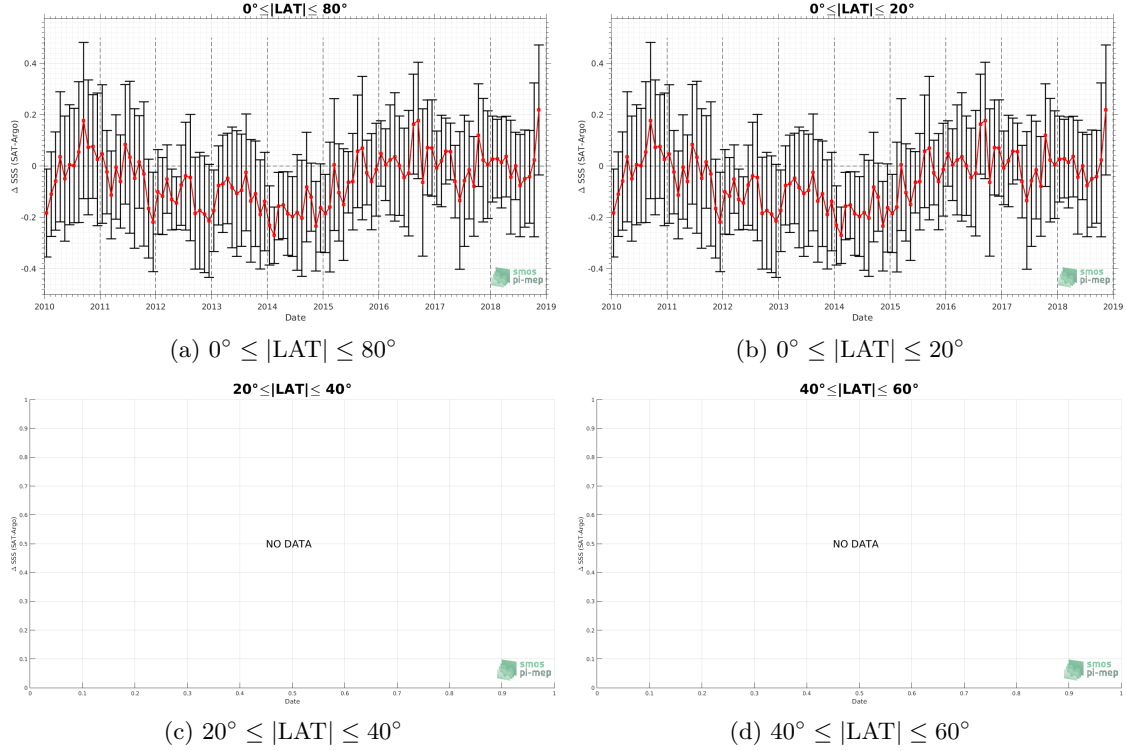 0°≤|LAT|≤ 80°
Δ SSS (SAT-Argo)
0.4
0.2
0
-0.2
-0.4
2010 2011 2012 2013 2014 2015 2016 2017 2018 2019
Date
smos
pi-mep
(a) 0° ≤ |LAT| ≤ 80°
0°≤|LAT|≤ 20°
Δ SSS (SAT-Argo)
0.4
0.2
0
-0.2
-0.4
2010 2011 2012 2013 2014 2015 2016 2017 2018 2019
Date
smos
pi-mep
(b) 0° ≤ |LAT| ≤ 20°
20°≤|LAT|≤ 40°
Δ SSS (SAT-Argo)
1
0.9
0.8
0.7
0.6
0.5
0.4
0.3
0.2
0.1
0
NO DATA
0 0.1 0.2 0.3 0.4 0.5 0.6 0.7 0.8 0.9 1
Date
smos
pi-mep
(c) 20° ≤ |LAT| ≤ 40°
40°≤|LAT|≤ 60°
Δ SSS (SAT-Argo)
1
0.9
0.8
0.7
0.6
0.5
0.4
0.3
0.2
0.1
0
NO DATA
0 0.1 0.2 0.3 0.4 0.5 0.6 0.7 0.8 0.9 1
Date
smos
pi-mep
(d) 40° ≤ |LAT| ≤ 60°